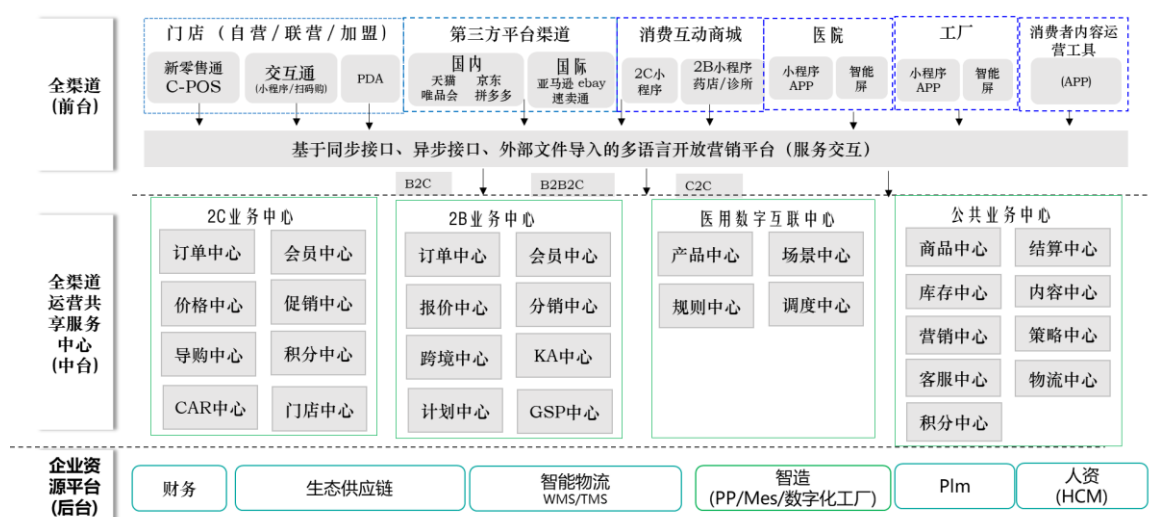 全渠道
(前台)
门店（自营/联营/加盟）
新零售通
C-POS
交互通
(小程序/扫码购)
PDA
第三方平台渠道
国内
天猫 京东
唯品会 拼多多
国际
亚马逊 ebay
速卖通
消费互动商城
2C小
程序
2B小程序
药店/诊所
医院
小程序
APP
智能
屏
工厂
小程序
APP
智能
屏
消费者内容运
营工具
(APP)
基于同步接口、异步接口、外部文件导入的多语言开放营销平台（服务交互）
B2C
B2B2C
C2C
全渠道
运营共
享服务
中心
(中台)
2C业务中心
订单中心 会员中心
价格中心 促销中心
导购中心 积分中心
CAR中心 门店中心
2B业务中心
订单中心 会员中心
报价中心 分销中心
跨境中心 KA中心
计划中心 GSP中心
医用数字互联中心
产品中心 场景中心
规则中心 调度中心
公共业务中心
商品中心 结算中心
库存中心 内容中心
营销中心 策略中心
客服中心 物流中心
积分中心
企业资
源平台
(后台)
财务
生态供应链
智能物流
WMS/TMS
智造
(PP/Mes/数字化工厂)
Plm
人资
(HCM)